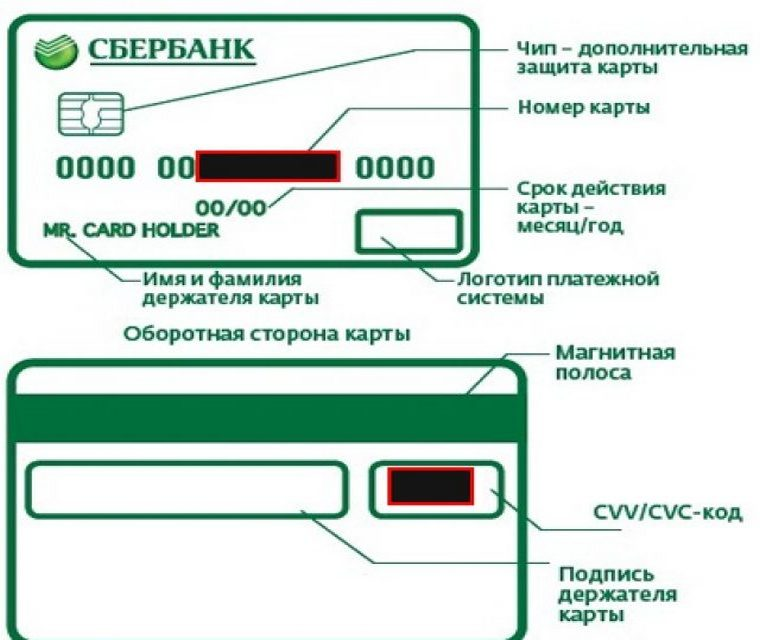 СБЕРБАНК
Чип – дополнительная
защита карты
Номер карты
0000 00 0000
Срок действия
карты –
месяц/год
00/00
MR. CARD HOLDER
Имя и фамилия
держателя карты
Логотип платежной
системы
Оборотная сторона карты
Магнитная
полоса
CVV/CVC-код
Подпись
держателя
карты